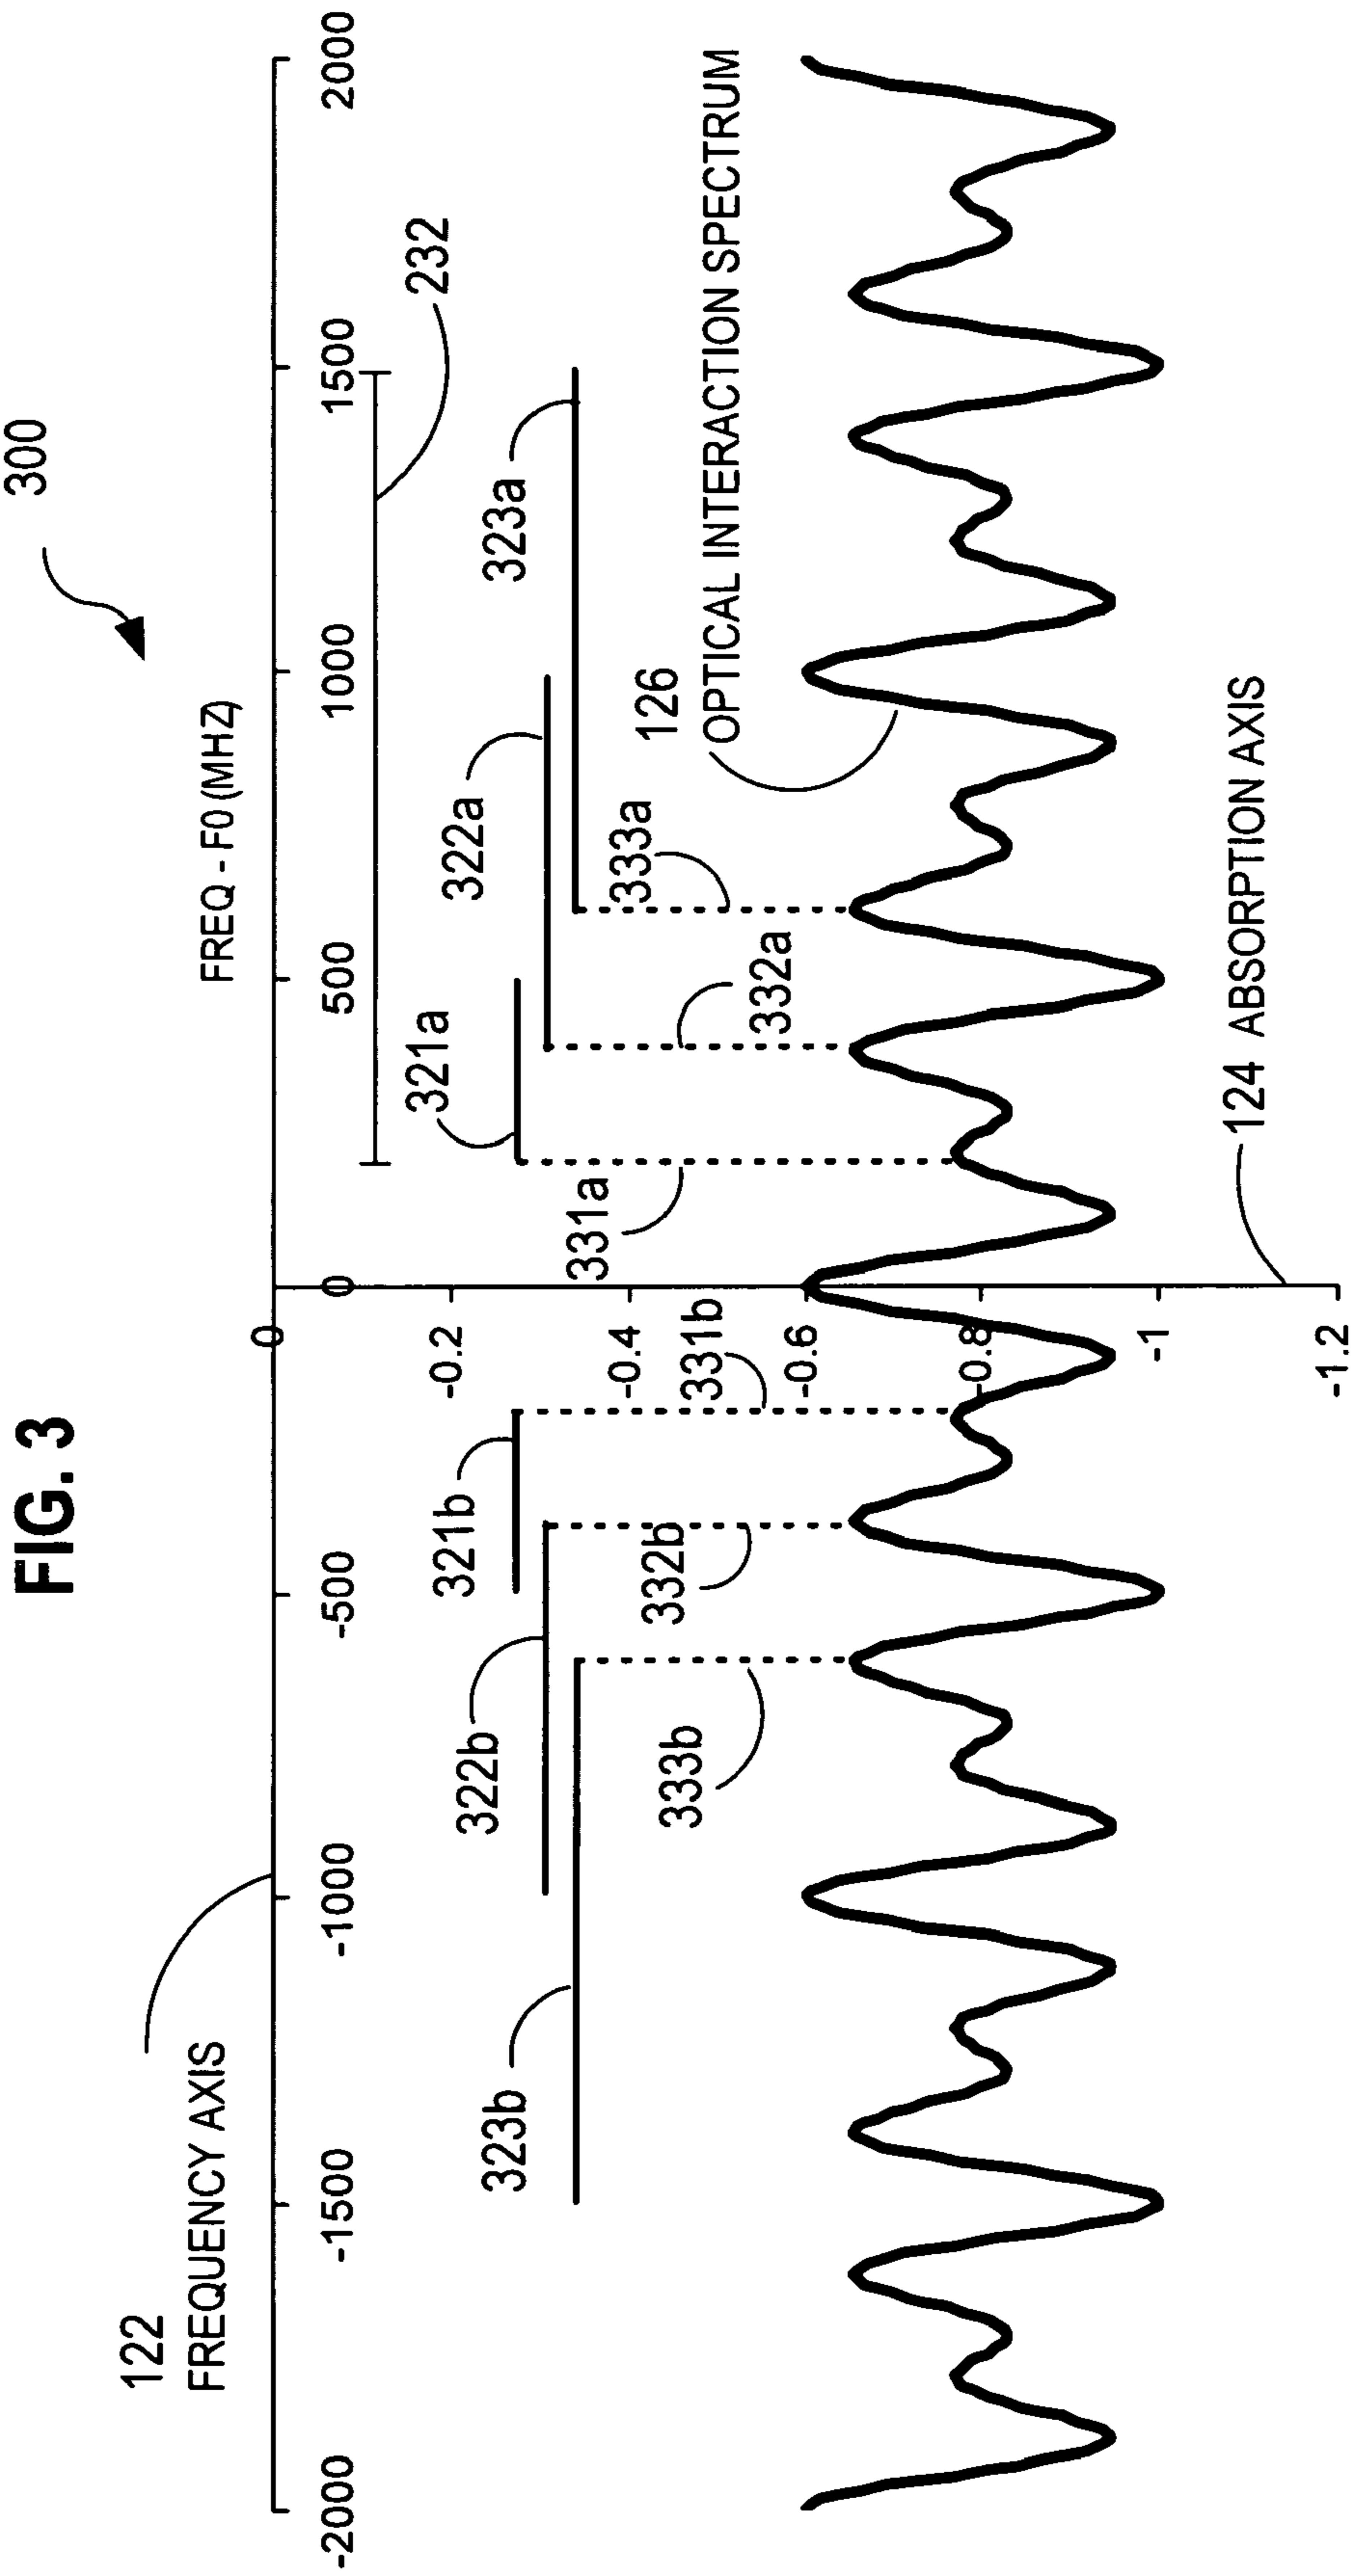 FIG. 3
300
122
FREQUENCY AXIS
FREQ - F0 (MHZ)
-2000
-1500
-1000
-500
0
500
1000
1500
2000
0
-0.2
-0.4
-0.6
-0.8
-1
-1.2
232
323b
322b
321b
321a
322a
323a
333b
332b
331b
331a
332a
333a
126
OPTICAL INTERACTION SPECTRUM
124 ABSORPTION AXIS